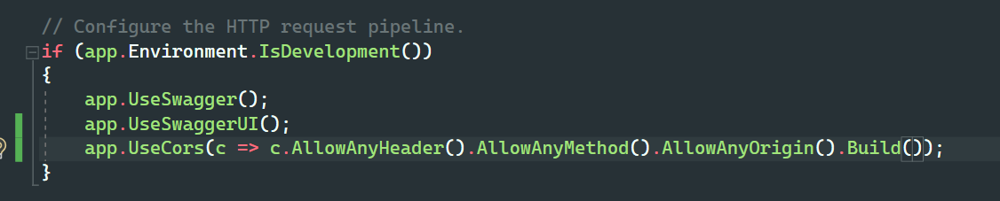 // Configure the HTTP request pipeline.
if (app.Environment.IsDevelopment())
{
    app.UseSwagger();
    app.UseSwaggerUI();
    app.UseCors(c => c.AllowAnyHeader().AllowAnyMethod().AllowAnyOrigin().Build());
}